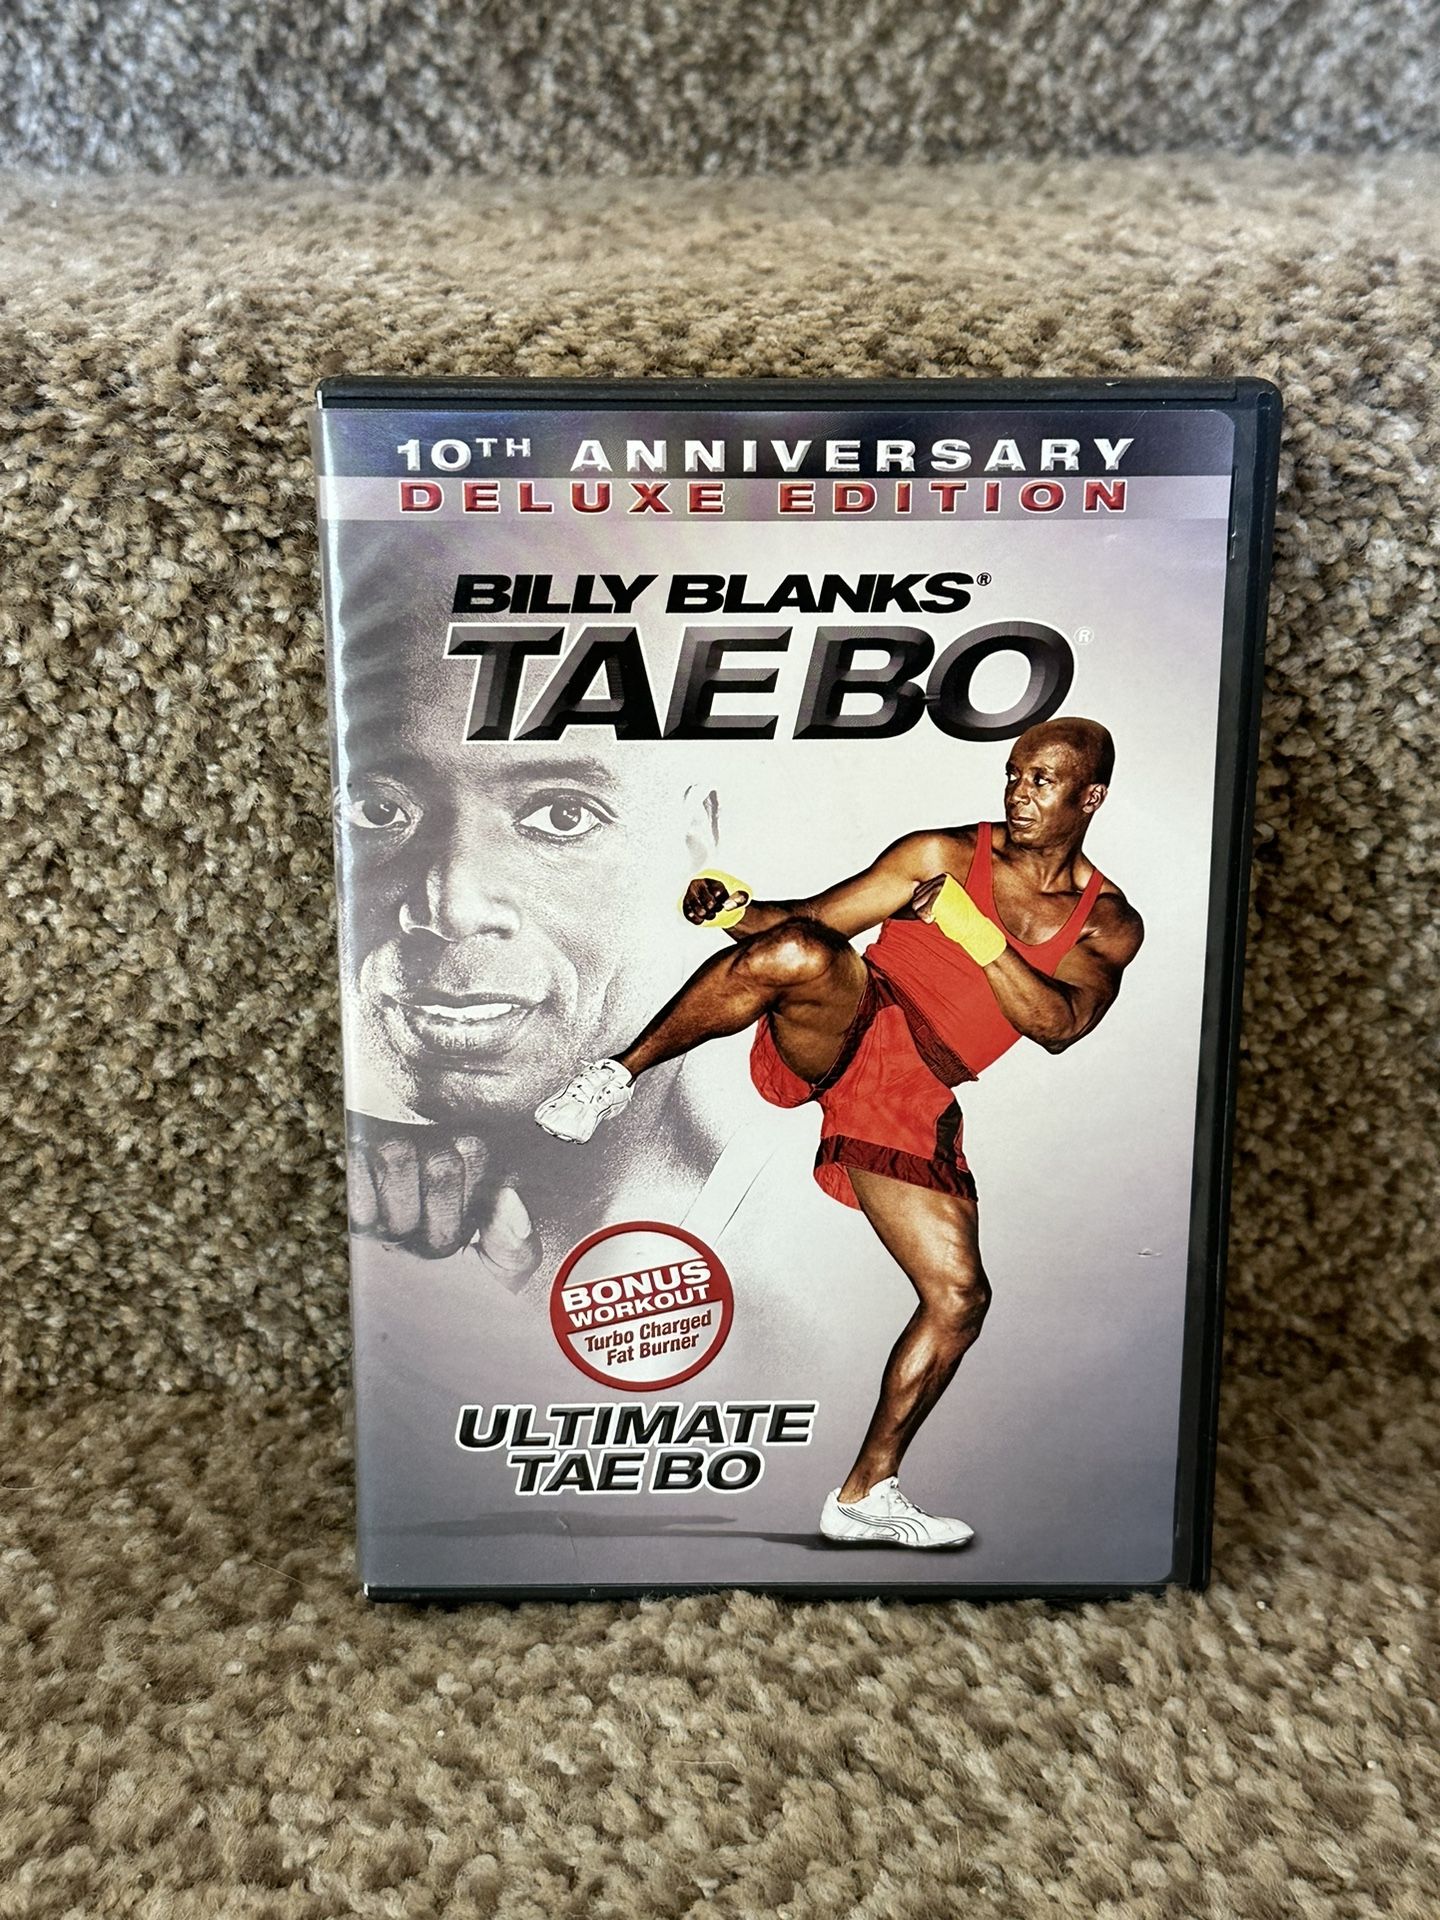 10TH ANNIVERSARY
DELUXE EDITION
BILLY BLANKS®
TAE BO®
BONUS
WORKOUT
Turbo Charged
Fat Burner
ULTIMATE
TAE BO